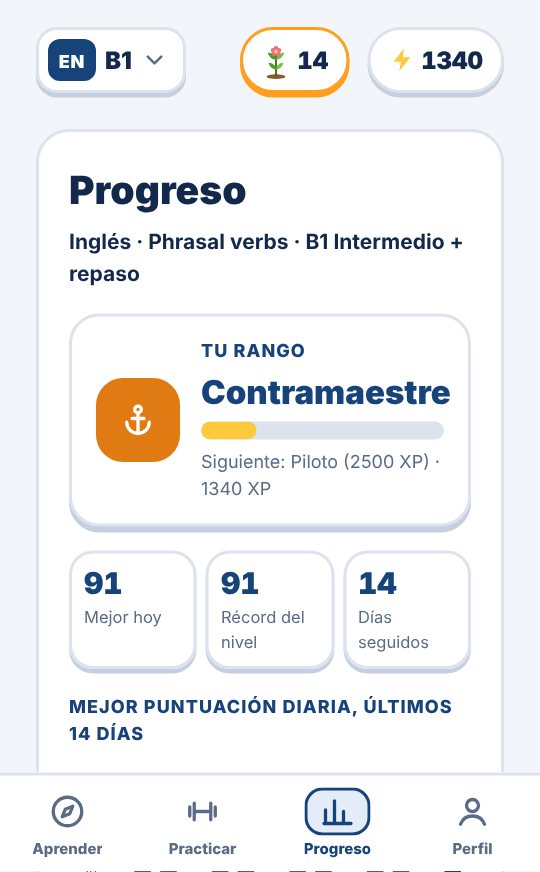 EN B1 14 1340
Progreso
Inglés · Phrasal verbs · B1 Intermedio +
repaso
TU RANGO
Contramaestre
Siguiente: Piloto (2500 XP) ·
1340 XP
91
Mejor hoy
91
Récord del
nivel
14
Días
seguidos
MEJOR PUNTUACIÓN DIARIA, ÚLTIMOS
14 DÍAS
Aprender Practicar Progreso Perfil